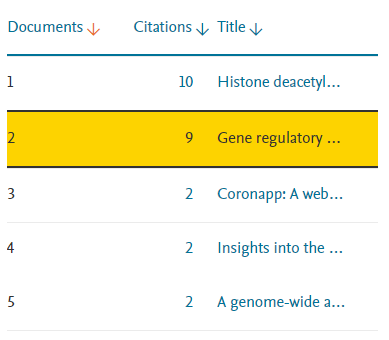 Documents Citations Title
1 10 Histone deacetyl...
2 9 Gene regulatory ...
3 2 Coronapp: A web...
4 2 Insights into the ...
5 2 A genome-wide a...